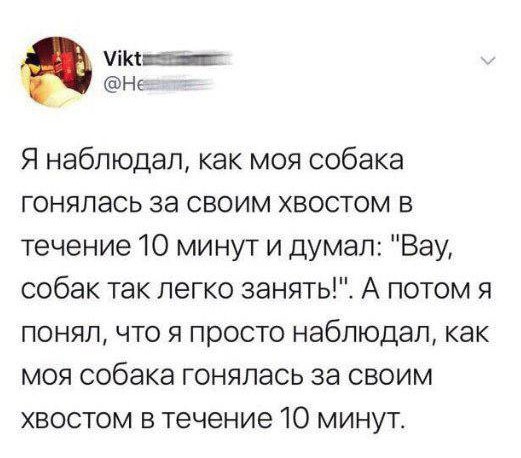 Я наблюдал, как моя собака
гонялась за своим хвостом в
течение 10 минут и думал: "Вау,
собак так легко занять!". А потом я
понял, что я просто наблюдал, как
моя собака гонялась за своим
хвостом в течение 10 минут.